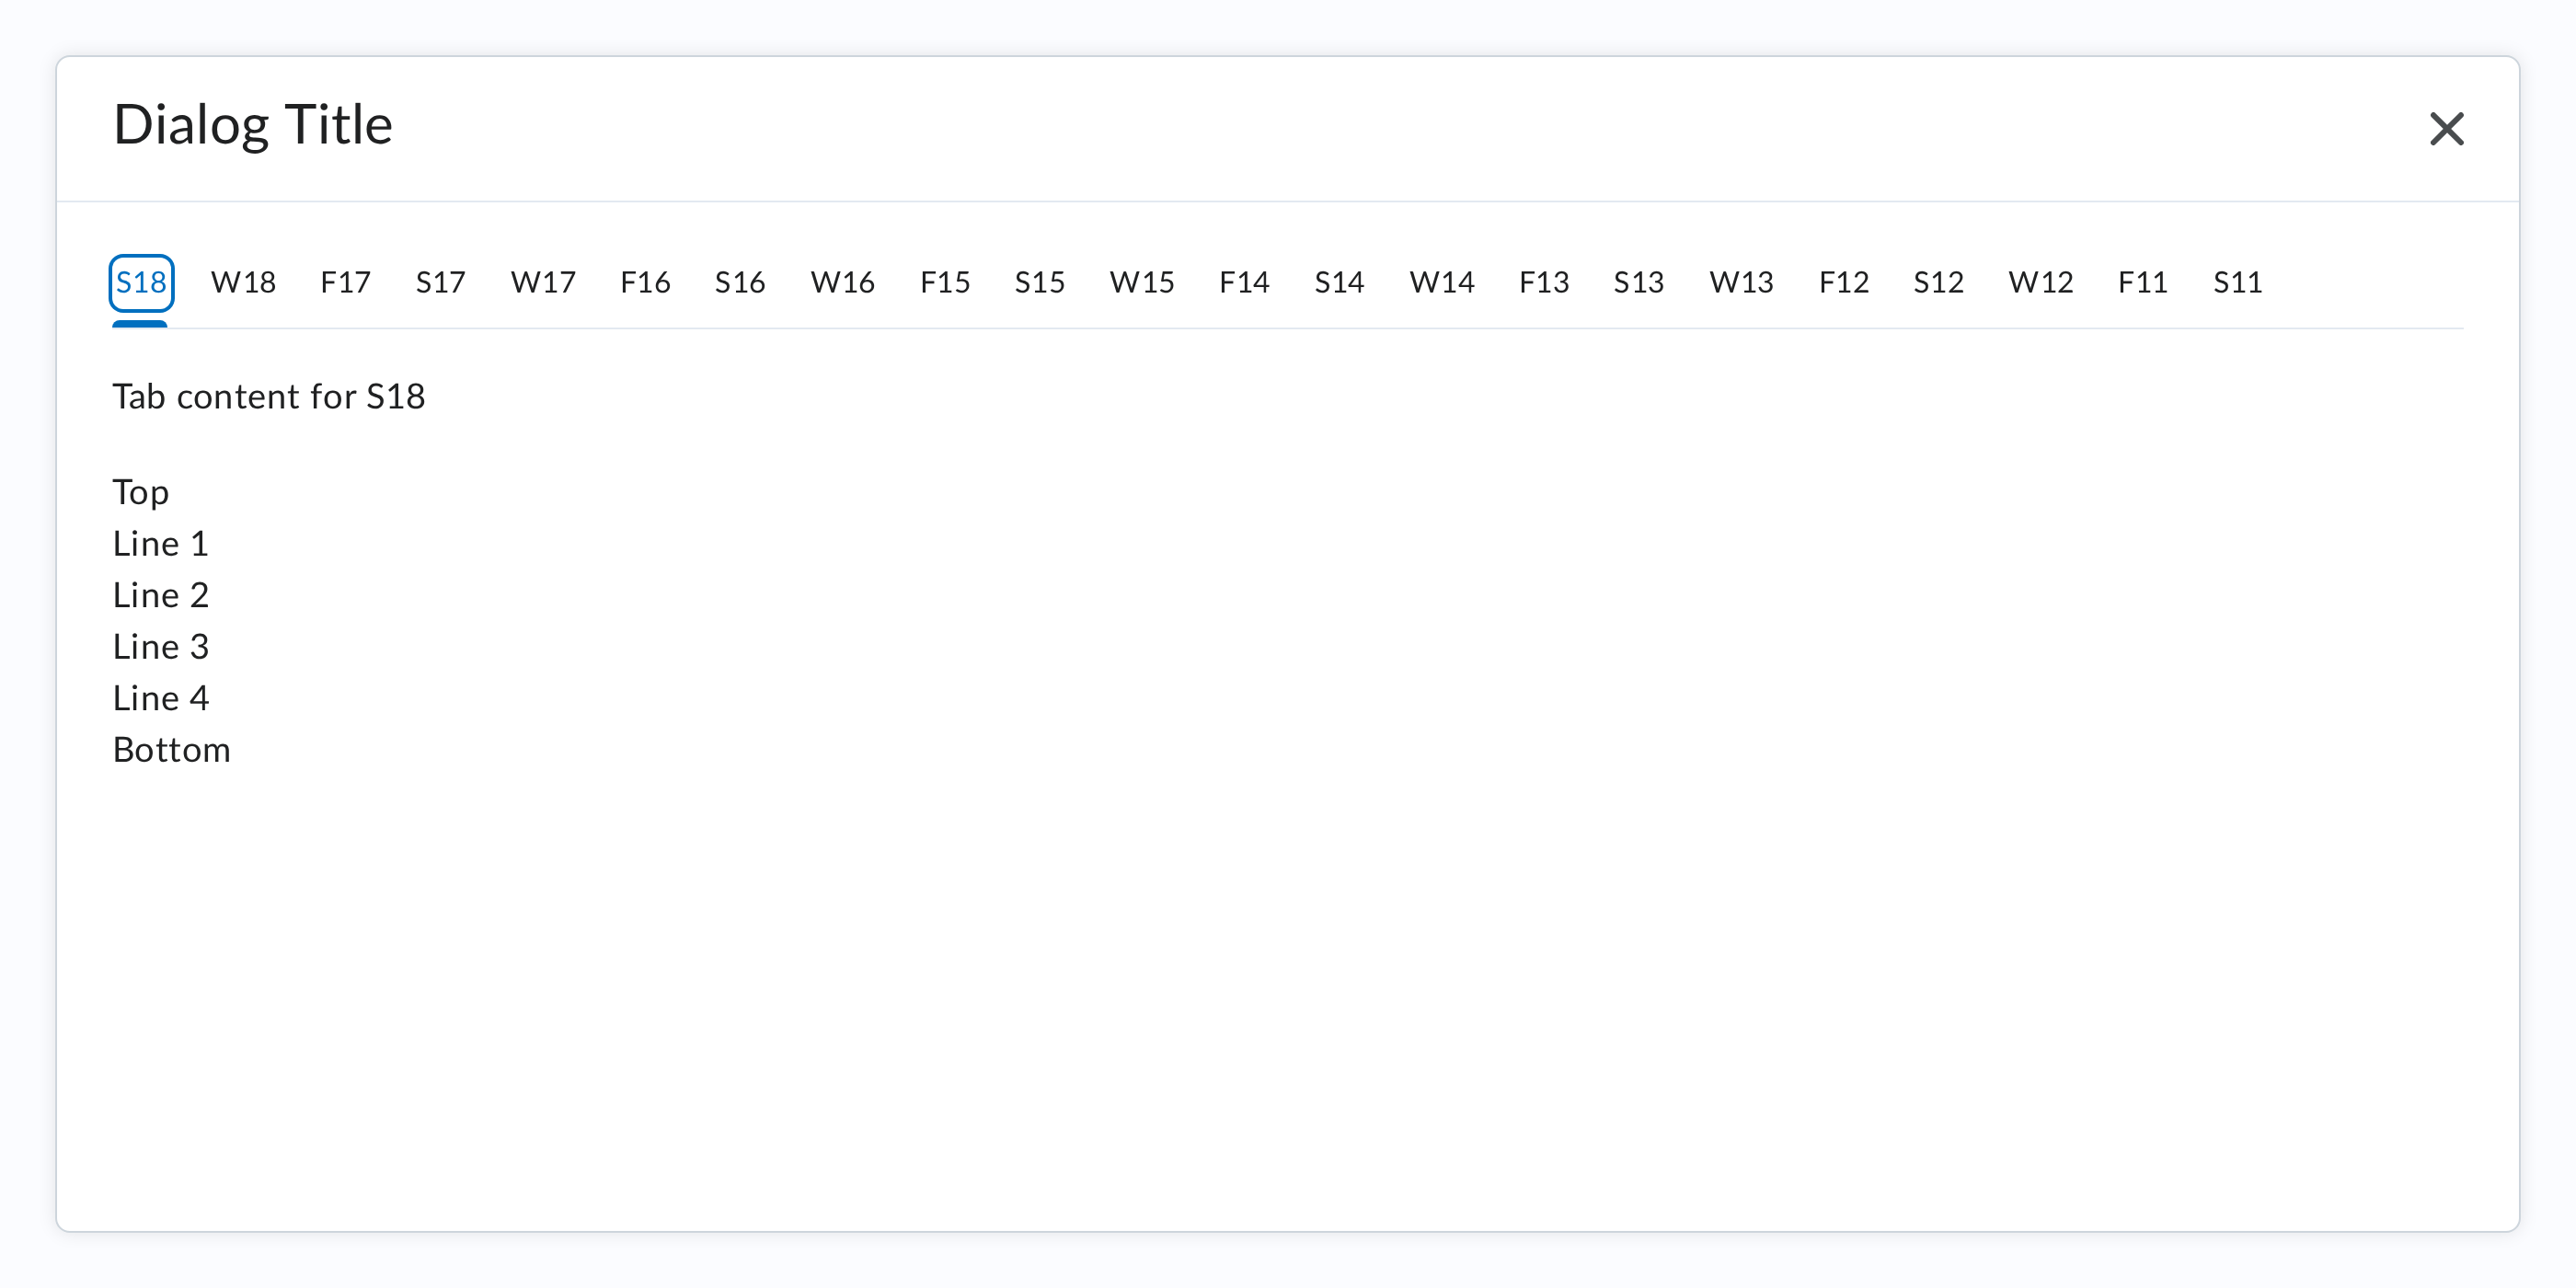 Dialog Title
S18 W18 F17 S17 W17 F16 S16 W16 F15 S15 W15 F14 S14 W14 F13 S13 W13 F12 S12 W12 F11 S11
Tab content for S18
Top
Line 1
Line 2
Line 3
Line 4
Bottom